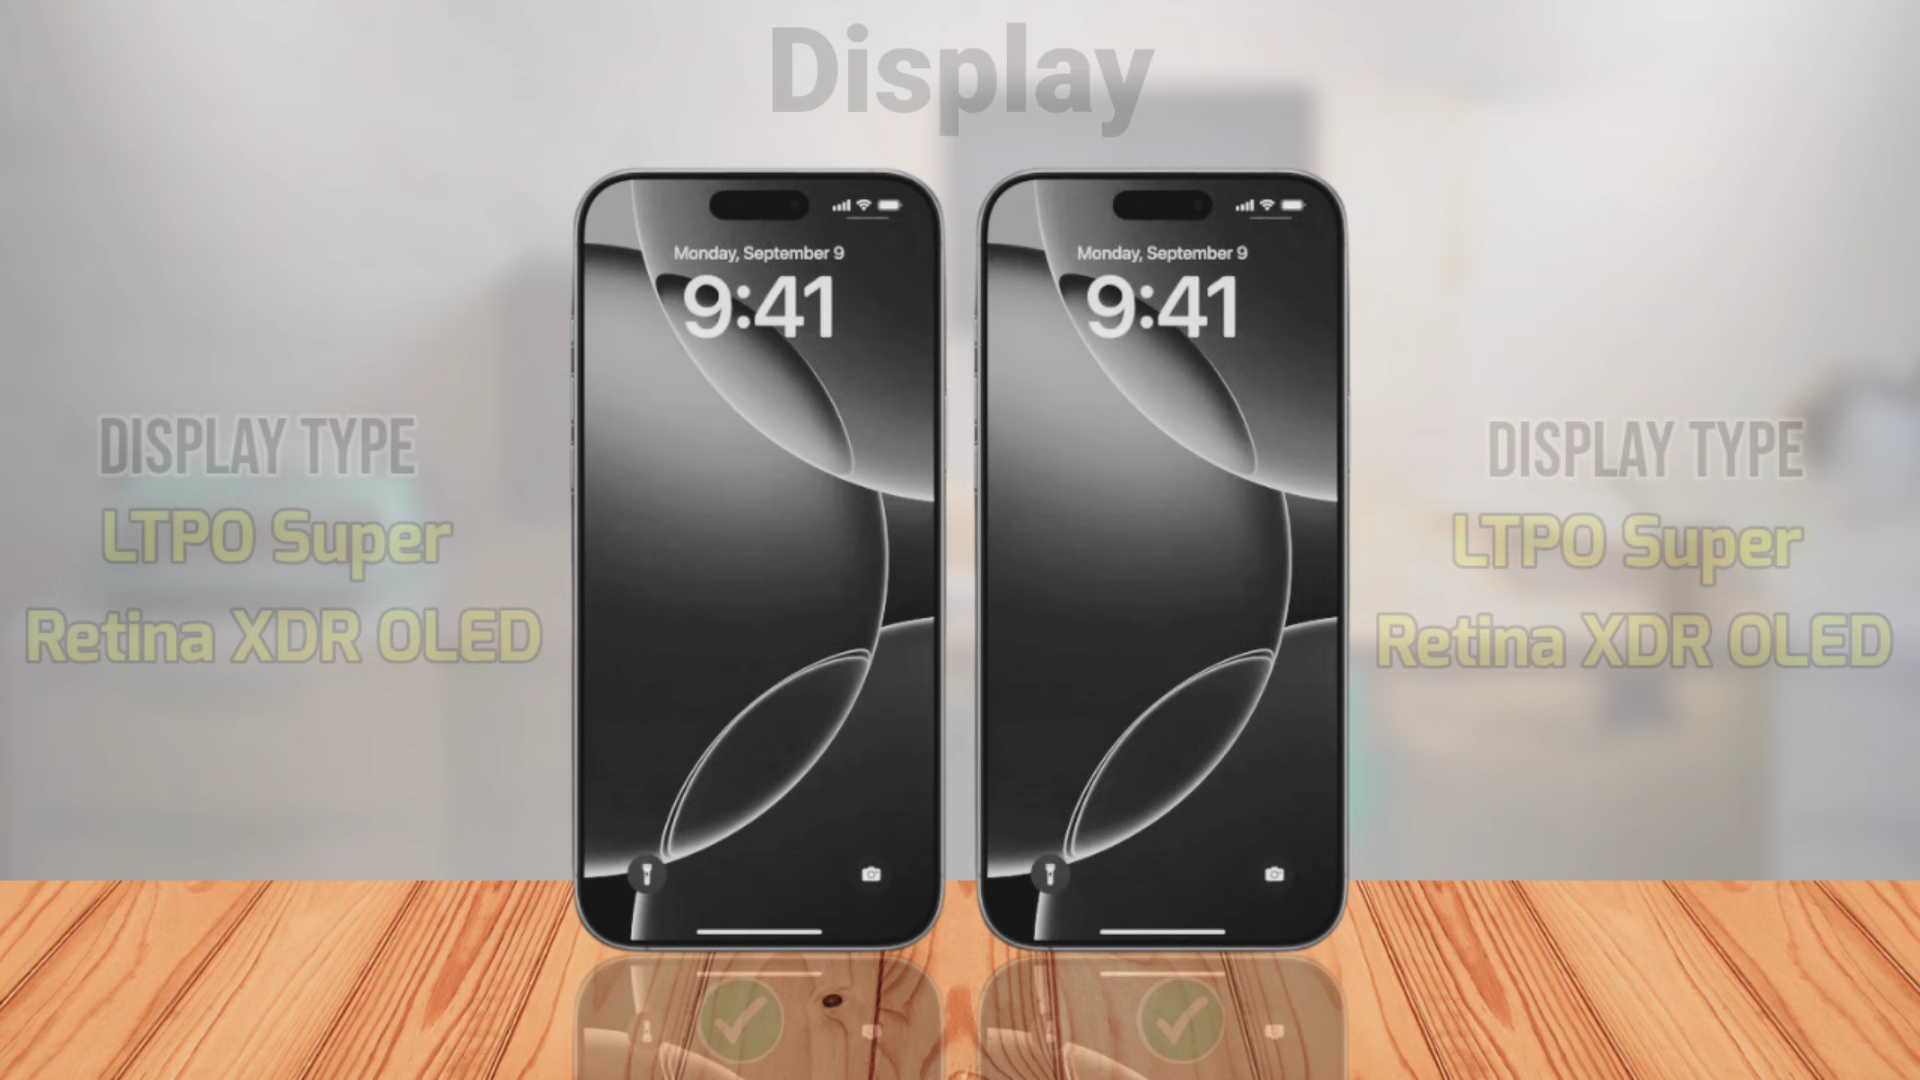 Display
Monday, September 9
9:41
Monday, September 9
9:41
DISPLAY TYPE
LTPO Super
Retina XDR OLED
DISPLAY TYPE
LTPO Super
Retina XDR OLED